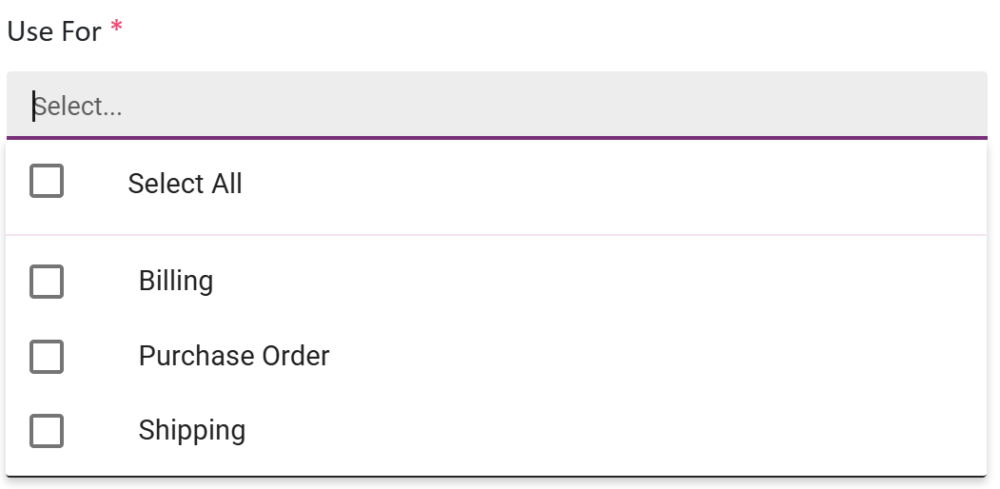 Use For *
Select...
Select All
Billing
Purchase Order
Shipping